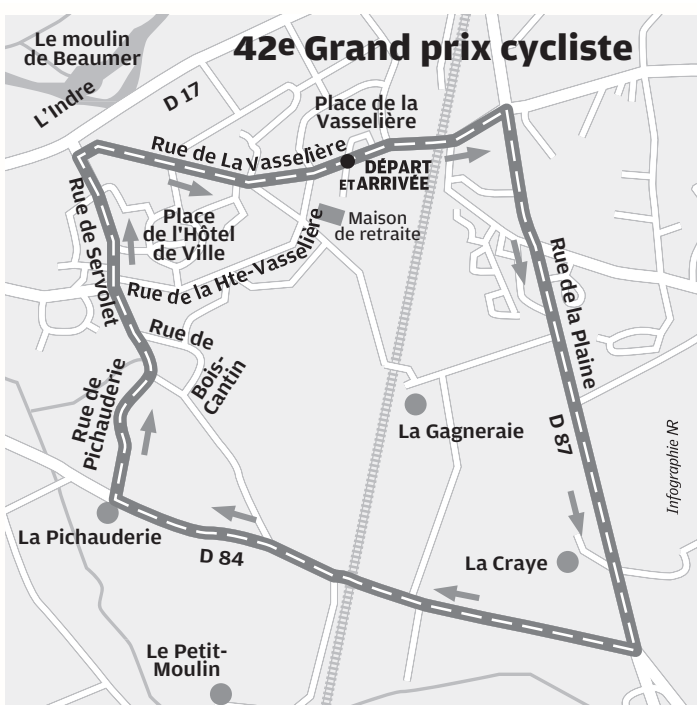 42e Grand prix cycliste
Le moulin
de Beaumer
L'Indre
D 17
Place de la
Vasselière
Rue de La Vasselière
DÉPART
ET ARRIVÉE
Rue de Servolet
Place
de l'Hôtel
de Ville
Maison
de retraite
Rue de la Hte-Vasselière
Rue de
Bois-
Cantin
Rue de la Plaine
Rue de
Pichauderie
La Gagneraie
D 87
Infographie NR
La Pichauderie
D 84
La Craye
Le Petit-
Moulin